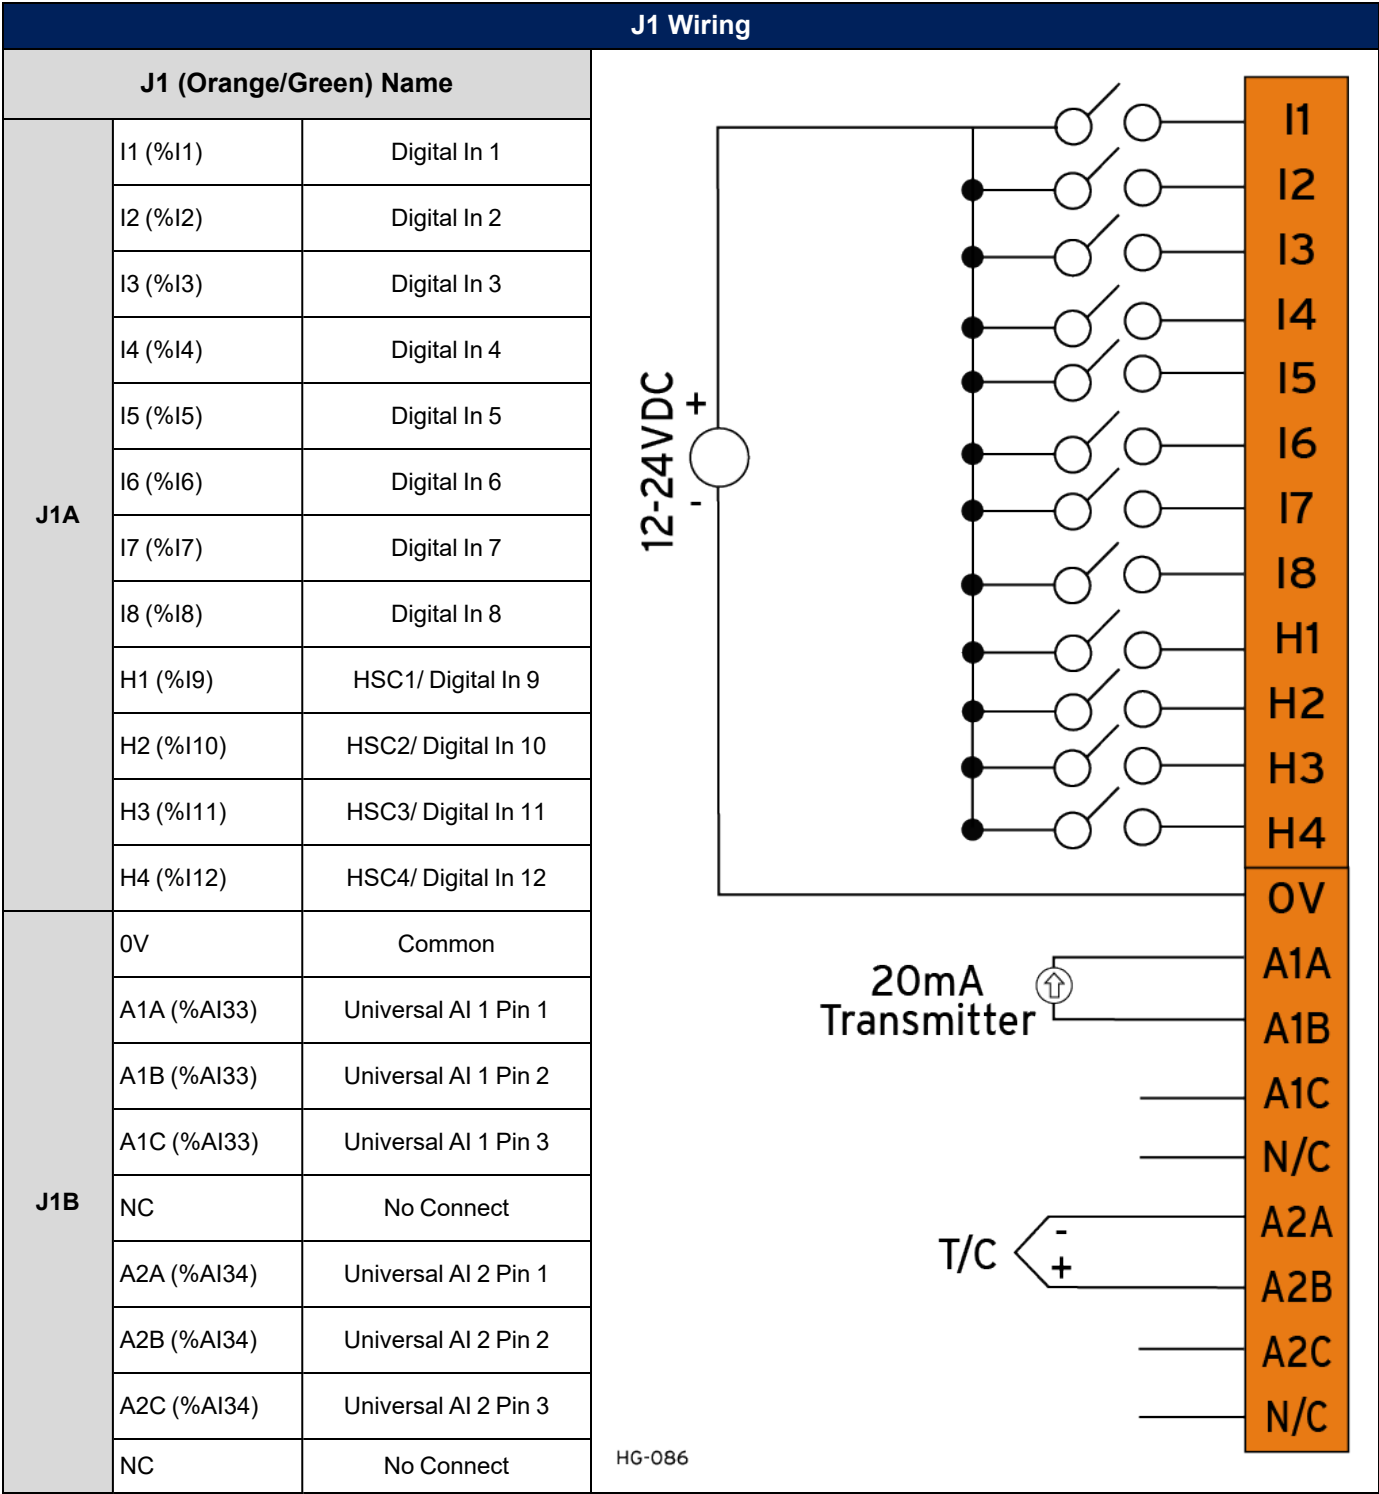 J1 Wiring
J1 (Orange/Green) Name
J1A
I1 (%I1) Digital In 1
I2 (%I2) Digital In 2
I3 (%I3) Digital In 3
I4 (%I4) Digital In 4
I5 (%I5) Digital In 5
I6 (%I6) Digital In 6
I7 (%I7) Digital In 7
I8 (%I8) Digital In 8
H1 (%I9) HSC1/ Digital In 9
H2 (%I10) HSC2/ Digital In 10
H3 (%I11) HSC3/ Digital In 11
H4 (%I12) HSC4/ Digital In 12
J1B
0V Common
A1A (%AI33) Universal AI 1 Pin 1
A1B (%AI33) Universal AI 1 Pin 2
A1C (%AI33) Universal AI 1 Pin 3
NC No Connect
A2A (%AI34) Universal AI 2 Pin 1
A2B (%AI34) Universal AI 2 Pin 2
A2C (%AI34) Universal AI 2 Pin 3
NC No Connect
12-24VDC
+
-
20mA
Transmitter
T/C
-
+
I1
I2
I3
I4
I5
I6
I7
I8
H1
H2
H3
H4
0V
A1A
A1B
A1C
N/C
A2A
A2B
A2C
N/C
HG-086